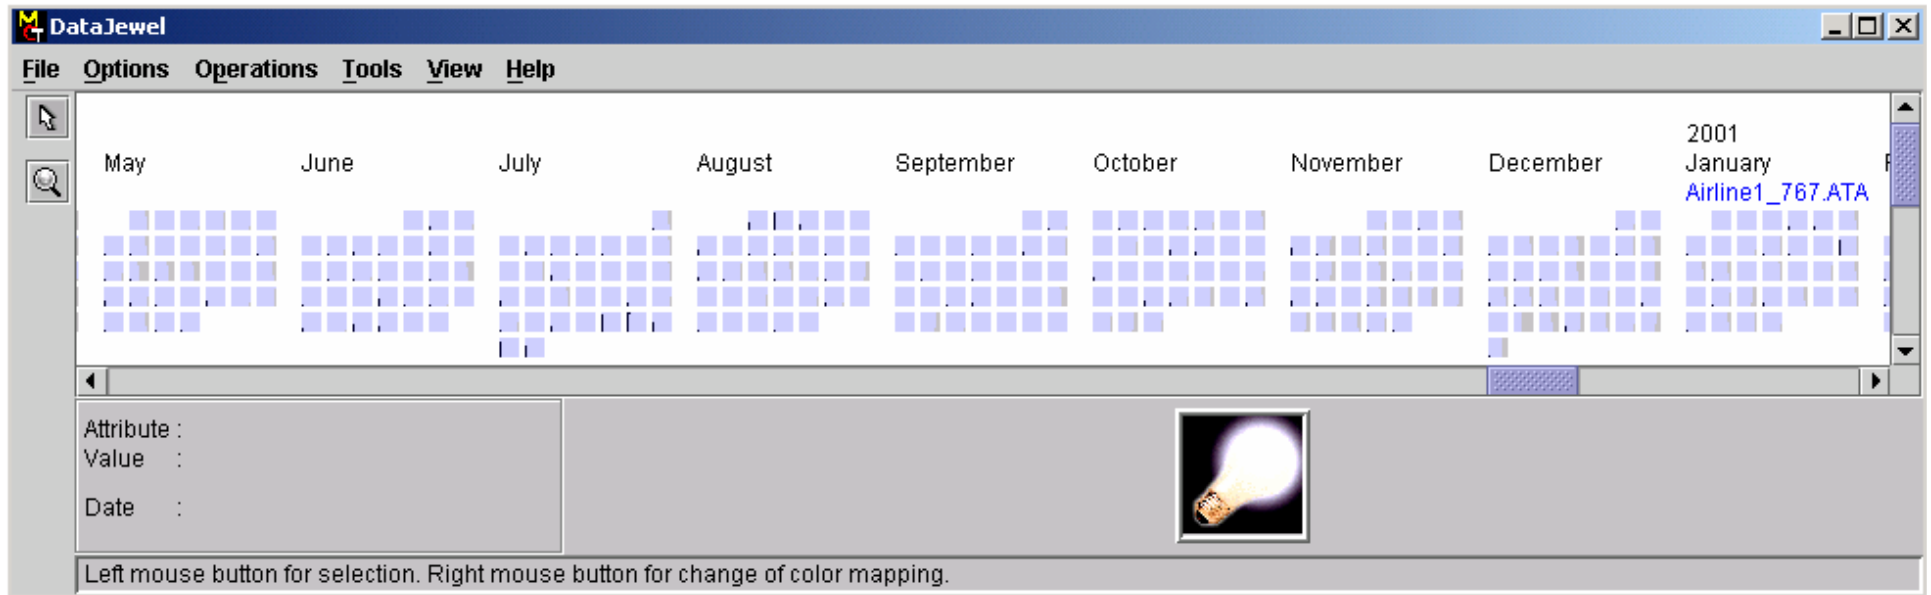 DataJewel
File Options Operations Tools View Help
2001
May June July August September October November December January
Airline1_767.ATA
Attribute :
Value :
Date :
Left mouse button for selection. Right mouse button for change of color mapping.